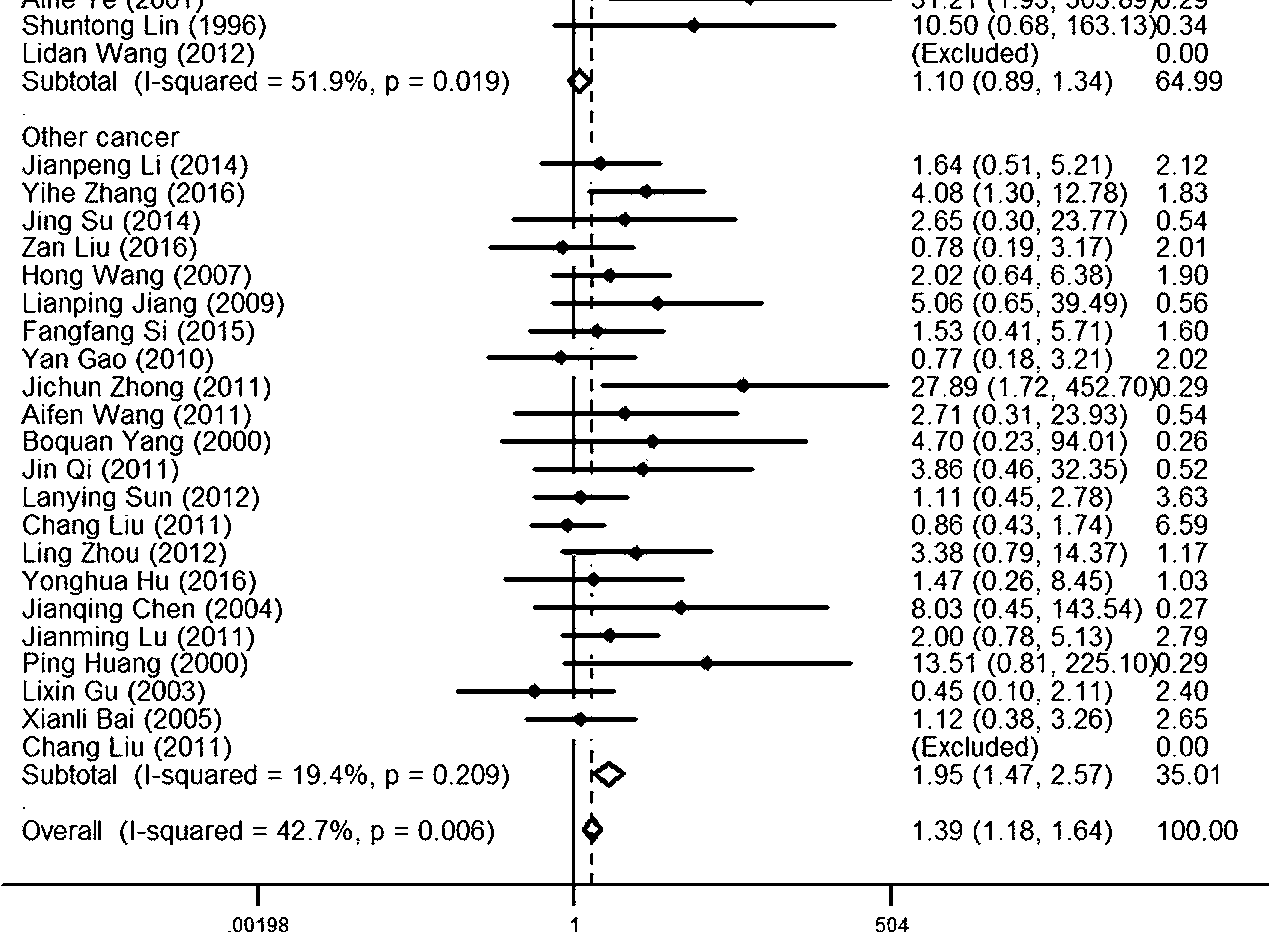 Shuntong Lin (1996) 10.50 (0.68, 163.13) 0.34
Lidan Wang (2012) (Excluded) 0.00
Subtotal (I-squared = 51.9%, p = 0.019) 1.10 (0.89, 1.34) 64.99
.
Other cancer
Jianpeng Li (2014) 1.64 (0.51, 5.21) 2.12
Yihe Zhang (2016) 4.08 (1.30, 12.78) 1.83
Jing Su (2014) 2.65 (0.30, 23.77) 0.54
Zan Liu (2016) 0.78 (0.19, 3.17) 2.01
Hong Wang (2007) 2.02 (0.64, 6.38) 1.90
Lianping Jiang (2009) 5.06 (0.65, 39.49) 0.56
Fangfang Si (2015) 1.53 (0.41, 5.71) 1.60
Yan Gao (2010) 0.77 (0.18, 3.21) 2.02
Jichun Zhong (2011) 27.89 (1.72, 452.70) 0.29
Aifen Wang (2011) 2.71 (0.31, 23.93) 0.54
Boquan Yang (2000) 4.70 (0.23, 94.01) 0.26
Jin Qi (2011) 3.86 (0.46, 32.35) 0.52
Lanying Sun (2012) 1.11 (0.45, 2.78) 3.63
Chang Liu (2011) 0.86 (0.43, 1.74) 6.59
Ling Zhou (2012) 3.38 (0.79, 14.37) 1.17
Yonghua Hu (2016) 1.47 (0.26, 8.45) 1.03
Jianqing Chen (2004) 8.03 (0.45, 143.54) 0.27
Jianming Lu (2011) 2.00 (0.78, 5.13) 2.79
Ping Huang (2000) 13.51 (0.81, 225.10) 0.29
Lixin Gu (2003) 0.45 (0.10, 2.11) 2.40
Xianli Bai (2005) 1.12 (0.38, 3.26) 2.65
Chang Liu (2011) (Excluded) 0.00
Subtotal (I-squared = 19.4%, p = 0.209) 1.95 (1.47, 2.57) 35.01
.
Overall (I-squared = 42.7%, p = 0.006) 1.39 (1.18, 1.64) 100.00
.00198 1 504